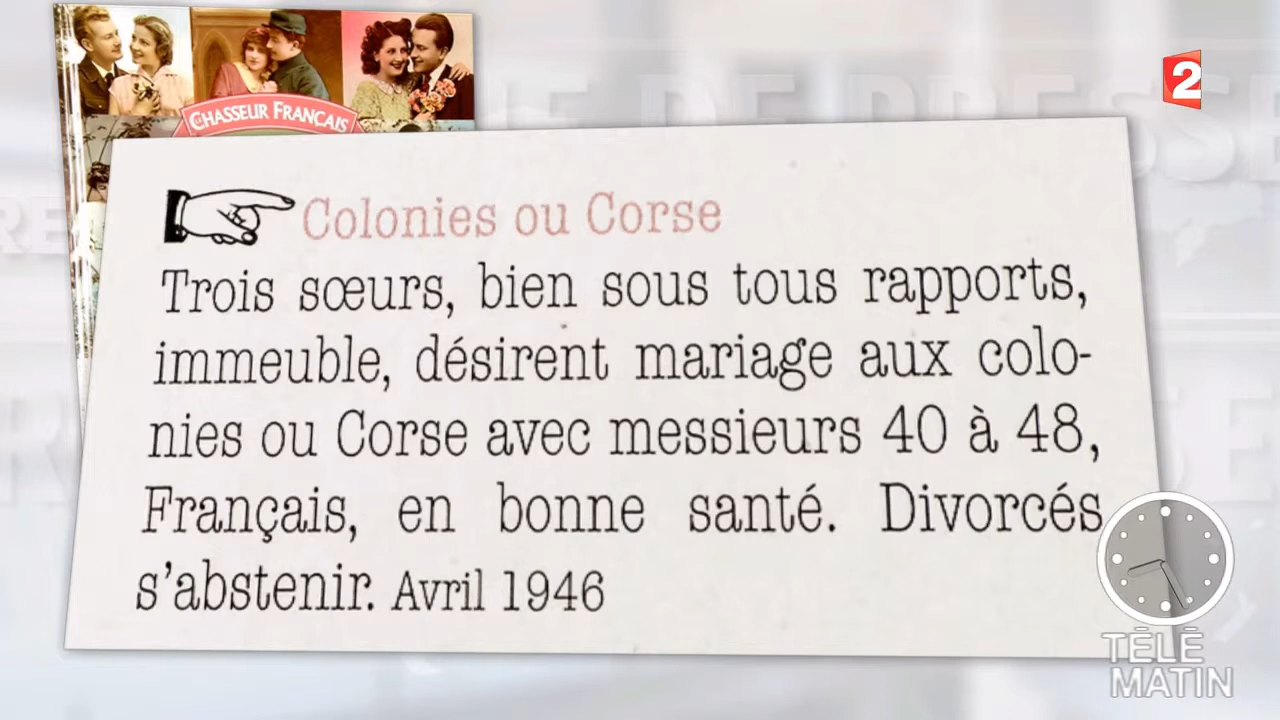 CHASSEUR FRANÇAIS
2
Colonies ou Corse
Trois sœurs, bien sous tous rapports,
immeuble, désirent mariage aux colo-
nies ou Corse avec messieurs 40 à 48,
Français, en bonne santé. Divorcés
s'abstenir. Avril 1946
TÉLÉ
MATIN